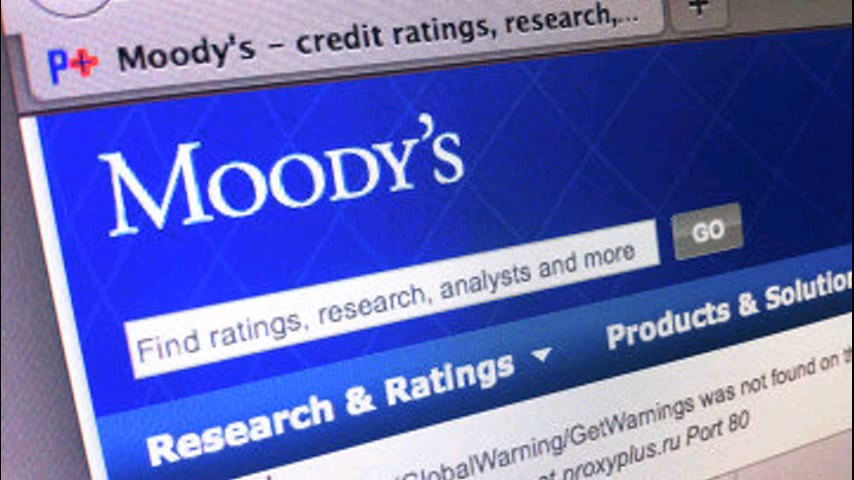 P+ Moody's – credit ratings, research,...
+
MOODY'S
Find ratings, research, analysts and more
GO
Research & Ratings
Products & Solution
/GlobalWarning/GetWarnings was not found on
proxyplus.ru Port 80